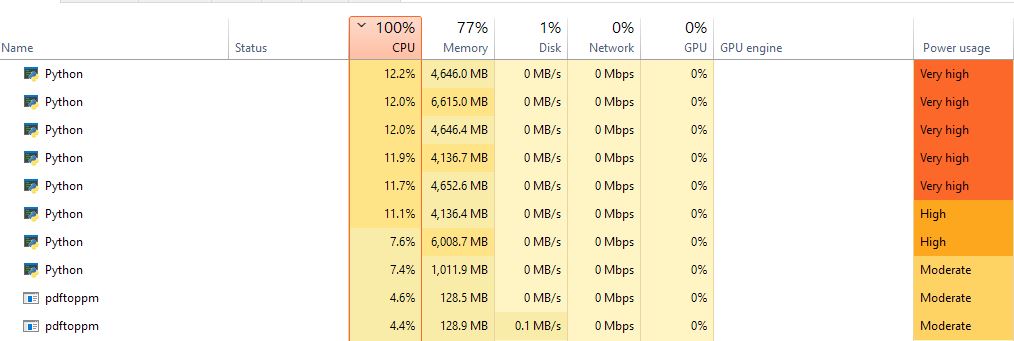 100% 77% 1% 0% 0%
Name Status CPU Memory Disk Network GPU GPU engine Power usage
Python 12.2% 4,646.0 MB 0 MB/s 0 Mbps 0% Very high
Python 12.0% 6,615.0 MB 0 MB/s 0 Mbps 0% Very high
Python 12.0% 4,646.4 MB 0 MB/s 0 Mbps 0% Very high
Python 11.9% 4,136.7 MB 0 MB/s 0 Mbps 0% Very high
Python 11.7% 4,652.6 MB 0 MB/s 0 Mbps 0% Very high
Python 11.1% 4,136.4 MB 0 MB/s 0 Mbps 0% High
Python 7.6% 6,008.7 MB 0 MB/s 0 Mbps 0% High
Python 7.4% 1,011.9 MB 0 MB/s 0 Mbps 0% Moderate
pdftoppm 4.6% 128.5 MB 0 MB/s 0 Mbps 0% Moderate
pdftoppm 4.4% 128.9 MB 0.1 MB/s 0 Mbps 0% Moderate